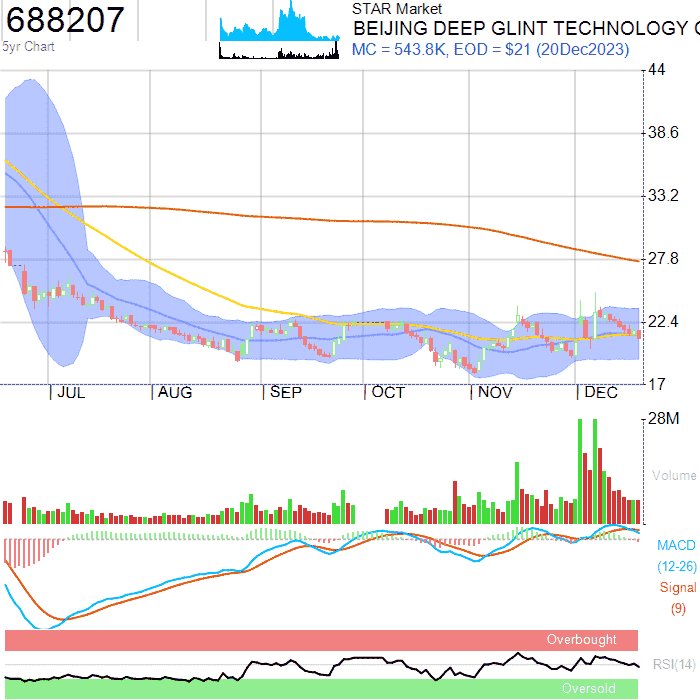 688207
STAR Market
BEIJING DEEP GLINT TECHNOLOGY
5yr Chart
MC = 543.8K, EOD = $21 (20Dec2023)
44
38.6
33.2
27.8
22.4
17
JUL AUG SEP OCT NOV DEC
28M
Volume
MACD
(12-26)
Signal
(9)
Overbought
RSI(14)
Oversold